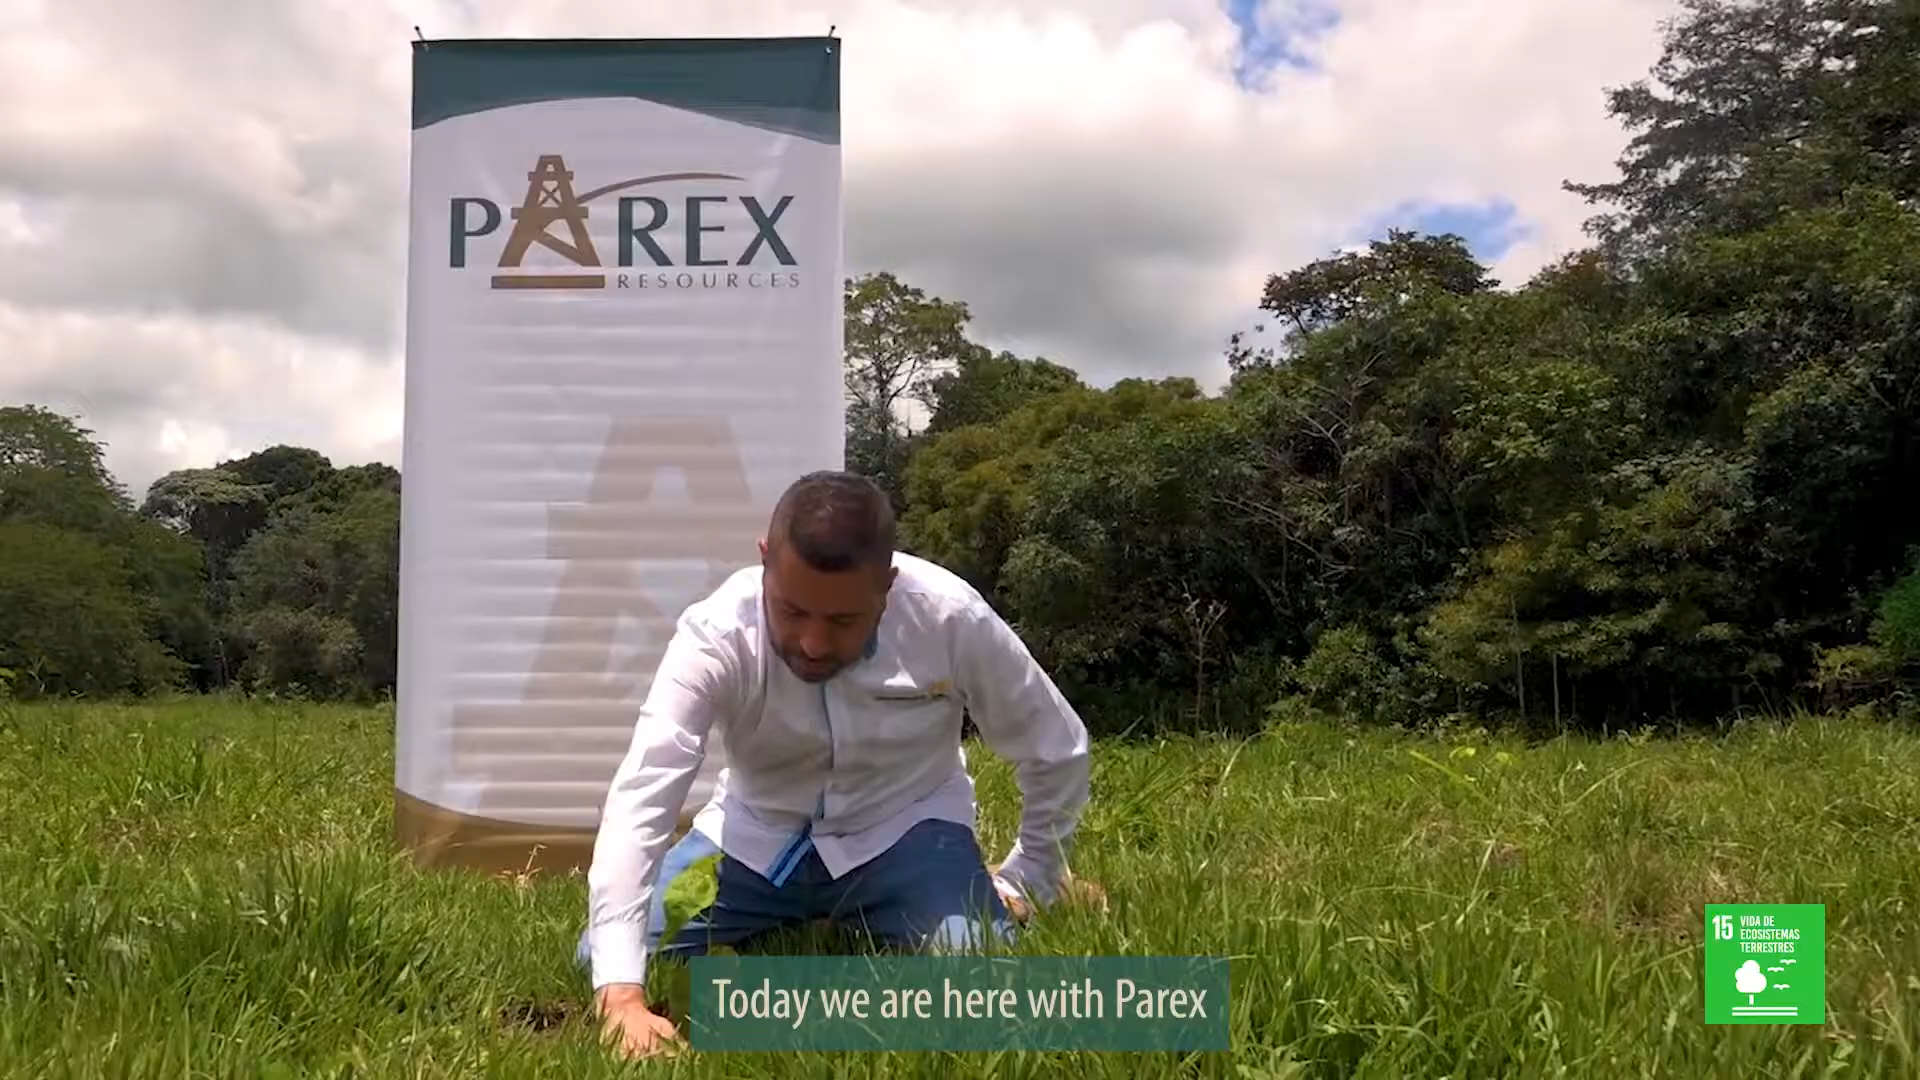 PAREX
RESOURCES
15 VIDA DE
ECOSISTEMAS
TERRESTRES
Today we are here with Parex